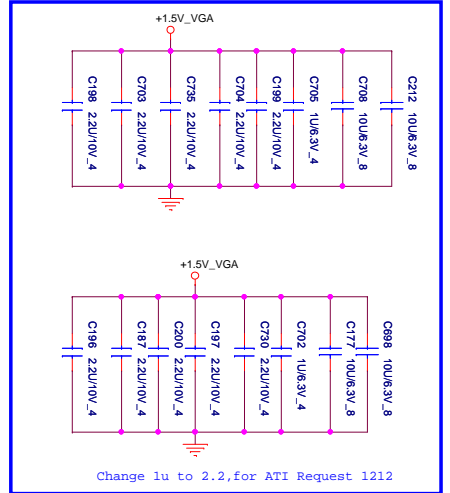 +1.5V_VGA
C198 2.2U/10V_4
C703 2.2U/10V_4
C735 2.2U/10V_4
C704 2.2U/10V_4
C199 2.2U/10V_4
C705 1U/6.3V_4
C708 10U/6.3V_8
C212 10U/6.3V_8
+1.5V_VGA
C196 2.2U/10V_4
C187 2.2U/10V_4
C200 2.2U/10V_4
C197 2.2U/10V_4
C730 2.2U/10V_4
C702 1U/6.3V_4
C177 10U/6.3V_8
C698 10U/6.3V_8
Change 1u to 2.2,for ATI Request 1212